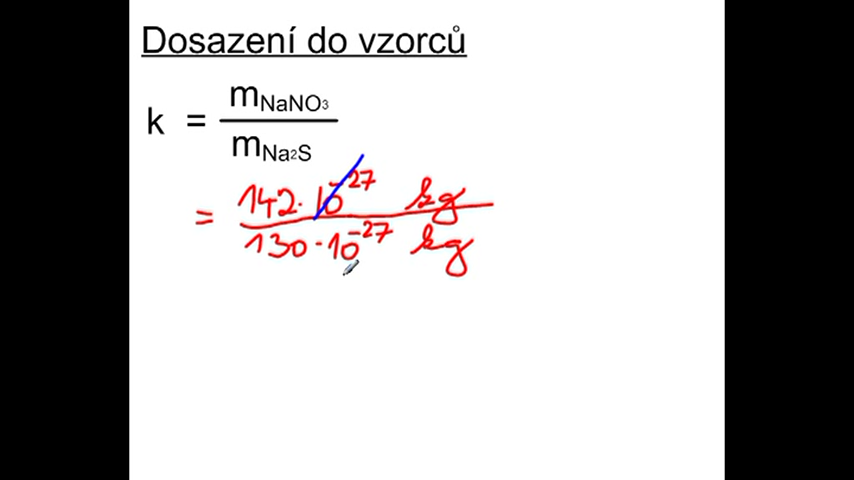 Dosazení do vzorců
k = mNaNO3
mNa2S
= 142 · 10⁻²⁷ kg
130 · 10⁻²⁷ kg